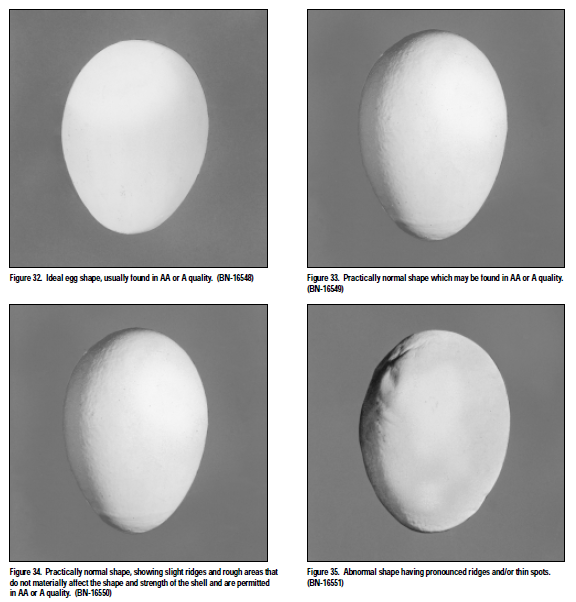 Figure 32. Ideal egg shape, usually found in AA or A quality. (BN-16548)
Figure 33. Practically normal shape which may be found in AA or A quality.
(BN-16549)
Figure 34. Practically normal shape, showing slight ridges and rough areas that
do not materially affect the shape and strength of the shell and are permitted
in AA or A quality. (BN-16550)
Figure 35. Abnormal shape having pronounced ridges and/or thin spots.
(BN-16551)